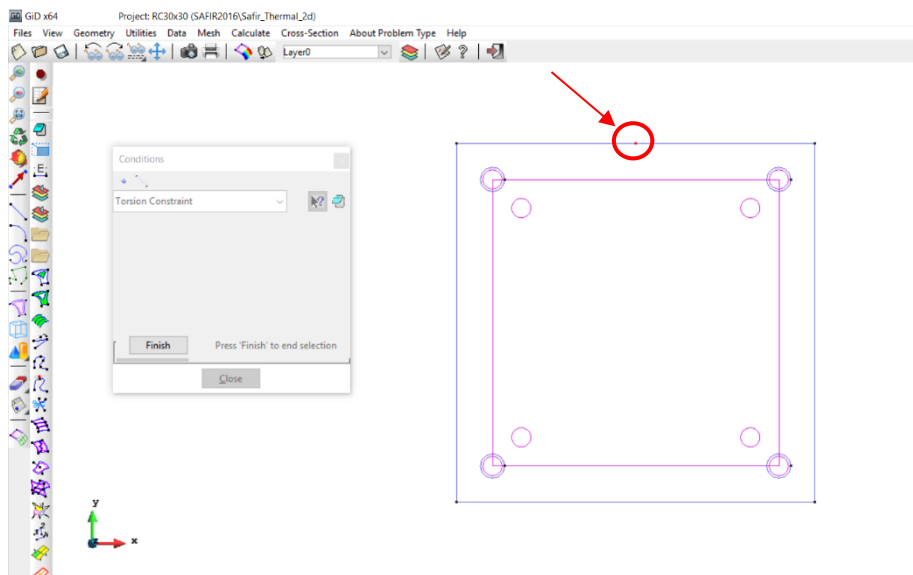 GiD x64 Project: RC30x30 (SAFIR2016\Safir_Thermal_2d)
Files View Geometry Utilities Data Mesh Calculate Cross-Section About Problem Type Help
Layer0
Conditions
Torsion Constraint
Finish Press 'Finish' to end selection
Close
y
x